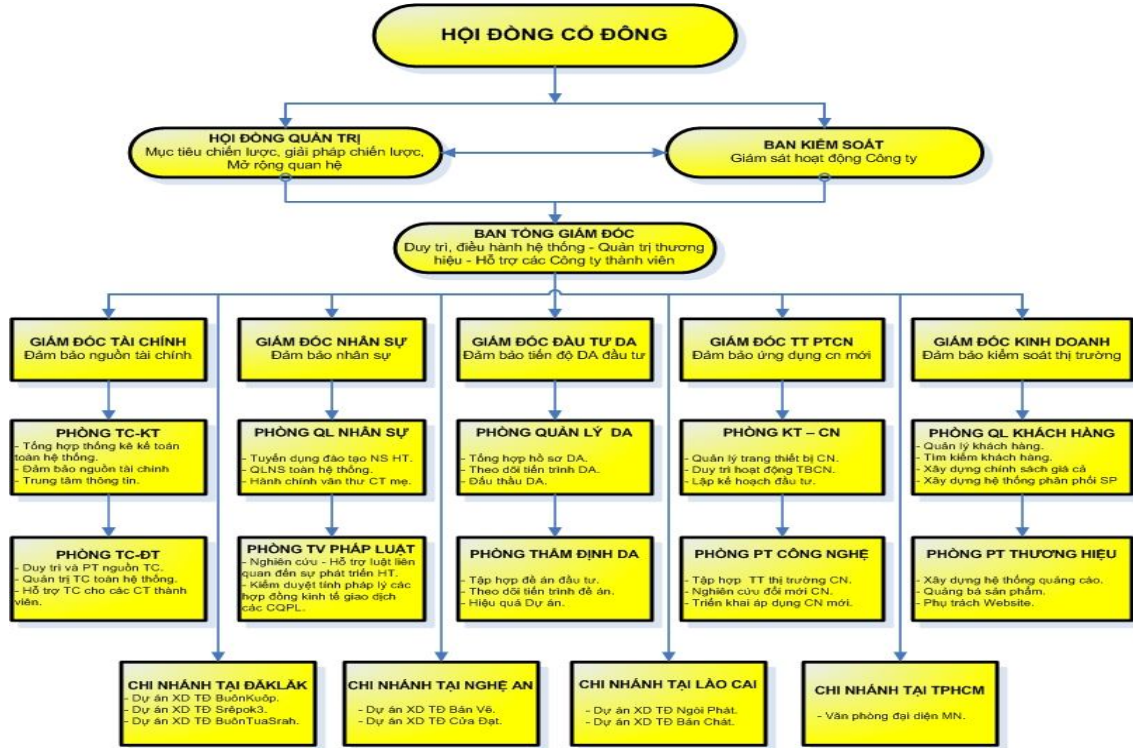 HỘI ĐỒNG CỔ ĐÔNG
HỘI ĐỒNG QUẢN TRỊ
Mục tiêu chiến lược, giải pháp chiến lược,
Mở rộng quan hệ
BAN KIỂM SOÁT
Giám sát hoạt động Công ty
BAN TỔNG GIÁM ĐỐC
Duy trì, điều hành hệ thống - Quản trị thương
hiệu - Hỗ trợ các Công ty thành viên
GIÁM ĐỐC TÀI CHÍNH
Đảm bảo nguồn tài chính
GIÁM ĐỐC NHÂN SỰ
Đảm bảo nhân sự
GIÁM ĐỐC ĐẦU TƯ DA
Đảm bảo tiến độ DA đầu tư
GIÁM ĐỐC TT PTCN
Đảm bảo ứng dụng cn mới
GIÁM ĐỐC KINH DOANH
Đảm bảo kiểm soát thị trường
PHÒNG TC-KT
- Tổng hợp thống kê kế toán
toàn hệ thống.
- Đảm bảo nguồn tài chính
- Trung tâm thông tin.
PHÒNG QL NHÂN SỰ
- Tuyển dụng đào tạo NS HT.
- QLNS toàn hệ thống.
- Hành chính văn thư CT mẹ.
PHÒNG QUẢN LÝ DA
- Tổng hợp hồ sơ DA.
- Theo dõi tiến trình DA.
- Đấu thầu DA.
PHÒNG KT – CN
- Quản lý trang thiết bị CN.
- Duy trì hoạt động TBCN.
- Lập kế hoạch đầu tư.
PHÒNG QL KHÁCH HÀNG
- Quản lý khách hàng.
- Tìm kiếm khách hàng.
- Xây dựng chính sách giá cả
- Xây dựng hệ thống phân phối SP
PHÒNG TC-ĐT
- Duy trì và PT nguồn TC.
- Quản trị TC toàn hệ thống.
- Hỗ trợ TC cho các CT thành
viên.
PHÒNG TV PHÁP LUẬT
- Nghiên cứu - Hỗ trợ luật liên
quan đến sự phát triển HT.
- Kiểm duyệt tính pháp lý các
hợp đồng kinh tế giao dịch
các CQPL.
PHÒNG THẨM ĐỊNH DA
- Tập hợp đề án đầu tư.
- Theo dõi tiến trình đề án.
- Hiệu quả Dự án.
PHÒNG PT CÔNG NGHỆ
- Tập hợp TT thị trường CN.
- Nghiên cứu đổi mới CN.
- Triển khai áp dụng CN mới.
PHÒNG PT THƯƠNG HIỆU
- Xây dựng hệ thống quảng cáo.
- Quảng bá sản phẩm.
- Phụ trách Website.
CHI NHÁNH TẠI ĐĂKLĂK
- Dự án XD TĐ BuônKuôp.
- Dự án XD TĐ Srêpok3.
- Dự án XD TĐ BuônTuaSrah.
CHI NHÁNH TẠI NGHỆ AN
- Dự án XD TĐ Bản Vẽ.
- Dự án XD TĐ Cửa Đạt.
CHI NHÁNH TẠI LÀO CAI
- Dự án XD TĐ Ngòi Phát.
- Dự án XD TĐ Bản Chát.
CHI NHÁNH TẠI TPHCM
- Văn phòng đại diện MN.